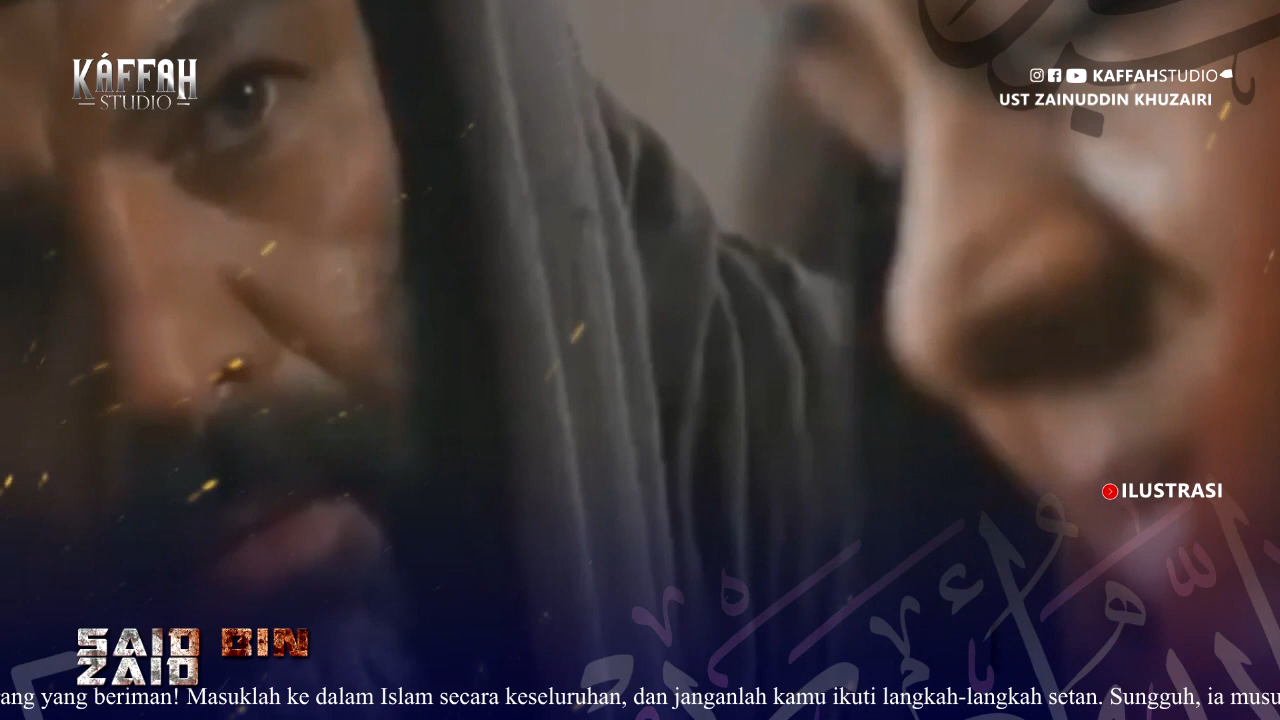 KÁFFAH
STUDIO
KAFFAHSTUDIO
UST ZAINUDDIN KHUZAIRI
ILUSTRASI
SAID BIN
ZAID
ang yang beriman! Masuklah ke dalam Islam secara keseluruhan, dan janganlah kamu ikuti langkah-langkah setan. Sungguh, ia musu